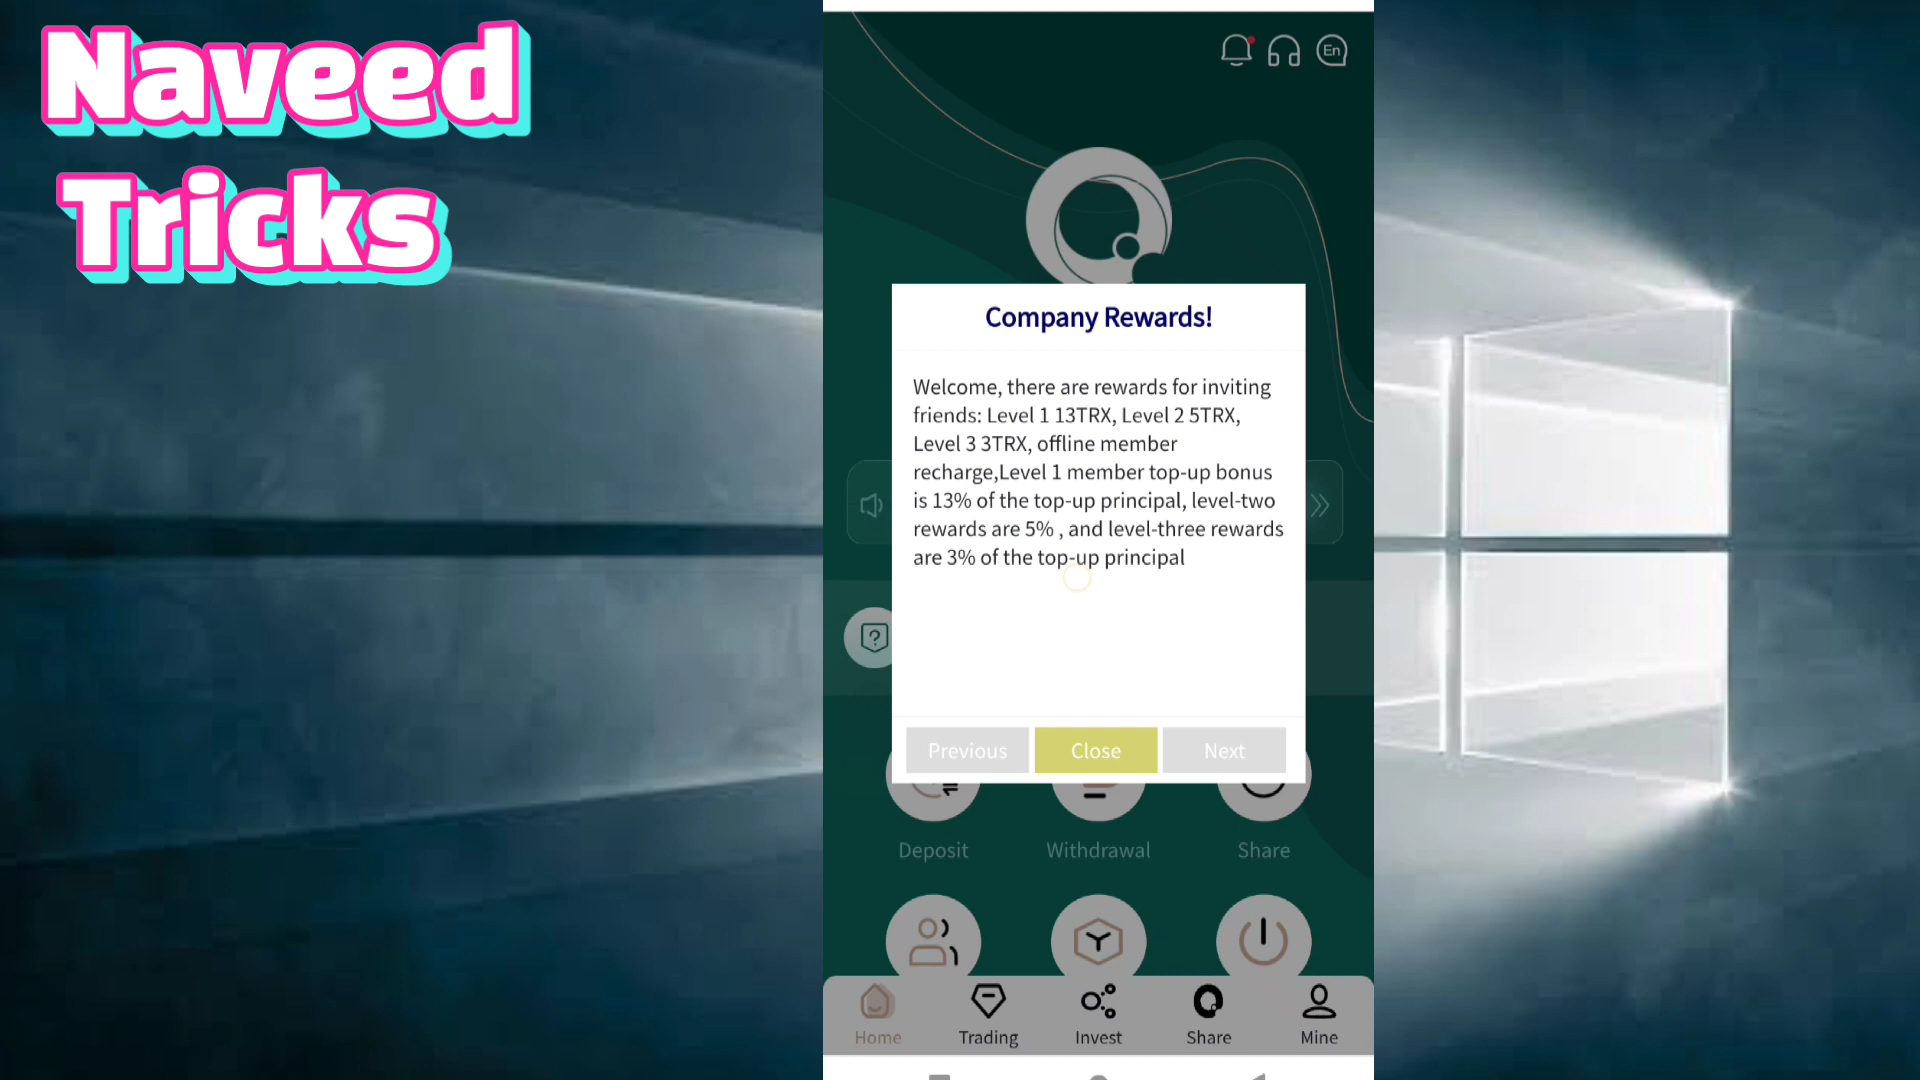 Naveed
Tricks
En
Company Rewards!
Welcome, there are rewards for inviting
friends: Level 1 13TRX, Level 2 5TRX,
Level 3 3TRX, offline member
recharge,Level 1 member top-up bonus
is 13% of the top-up principal, level-two
rewards are 5% , and level-three rewards
are 3% of the top-up principal
Previous
Close
Next
Deposit
Withdrawal
Share
Home
Trading
Invest
Share
Mine